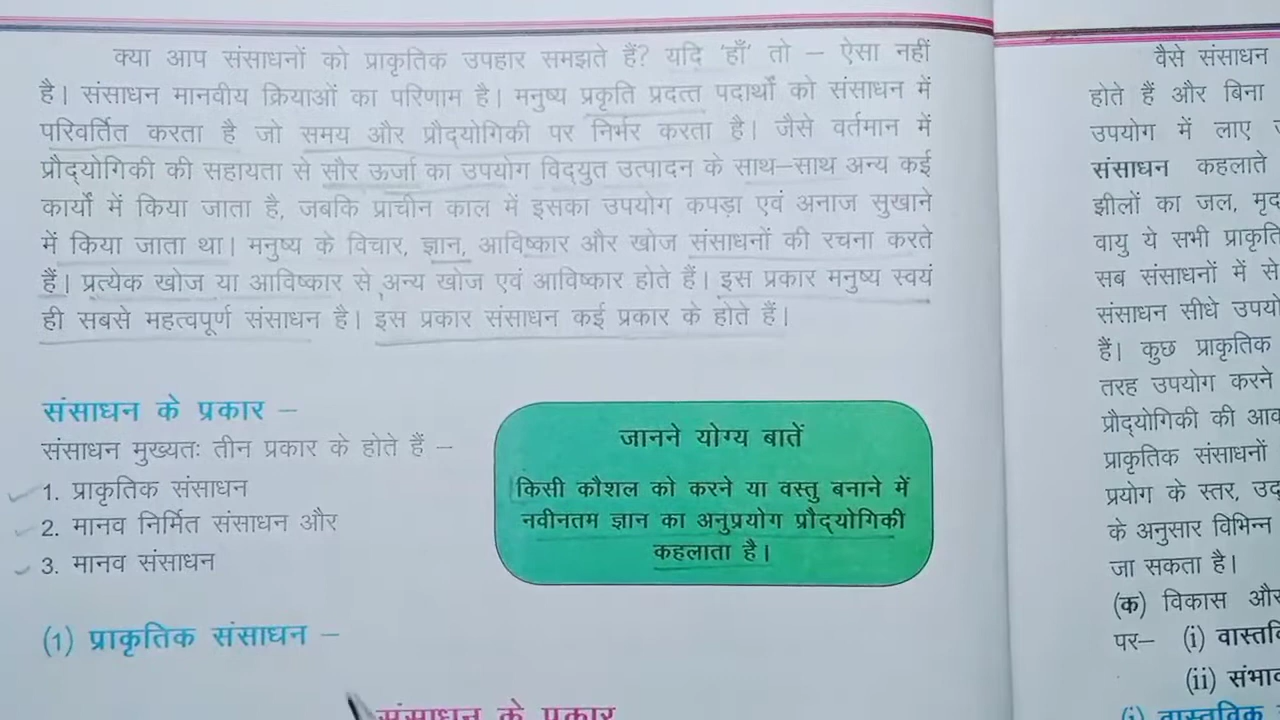 क्या आप संसाधनों को प्राकृतिक उपहार समझते हैं? यदि 'हाँ' तो – ऐसा नहीं
है। संसाधन मानवीय क्रियाओं का परिणाम है। मनुष्य प्रकृति प्रदत्त पदार्थों को संसाधन में
परिवर्तित करता है जो समय और प्रौद्योगिकी पर निर्भर करता है। जैसे वर्तमान में
प्रौद्योगिकी की सहायता से सौर ऊर्जा का उपयोग विद्युत उत्पादन के साथ–साथ अन्य कई
कार्यों में किया जाता है, जबकि प्राचीन काल में इसका उपयोग कपड़ा एवं अनाज सुखाने
में किया जाता था। मनुष्य के विचार, ज्ञान, आविष्कार और खोज संसाधनों की रचना करते
हैं। प्रत्येक खोज या आविष्कार से अन्य खोज एवं आविष्कार होते हैं। इस प्रकार मनुष्य स्वयं
ही सबसे महत्वपूर्ण संसाधन है। इस प्रकार संसाधन कई प्रकार के होते हैं।
संसाधन के प्रकार –
संसाधन मुख्यतः तीन प्रकार के होते हैं –
1. प्राकृतिक संसाधन
2. मानव निर्मित संसाधन और
3. मानव संसाधन
जानने योग्य बातें
किसी कौशल को करने या वस्तु बनाने में
नवीनतम ज्ञान का अनुप्रयोग प्रौद्योगिकी
कहलाता है।
(1) प्राकृतिक संसाधन –
संसाधन के प्रकार
वैसे संसाधन
होते हैं और बिना
उपयोग में लाए
संसाधन कहलाते
झीलों का जल, मृद
वायु ये सभी प्राकृति
सब संसाधनों में से
संसाधन सीधे उपयो
हैं। कुछ प्राकृतिक
तरह उपयोग करने
प्रौद्योगिकी की आव
प्राकृतिक संसाधनों
प्रयोग के स्तर, उद
के अनुसार विभिन्न
जा सकता है।
(क) विकास और
पर– (i) वास्तवि
(ii) संभाव
(i) वास्तविक